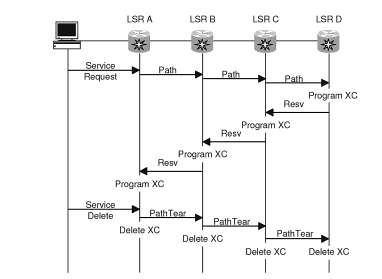 LSR A LSR B LSR C LSR D
Service
Request
Path
Path
Path
Program XC
Resv
Program XC
Resv
Program XC
Resv
Program XC
Service
Delete
PathTear
Delete XC
PathTear
Delete XC
PathTear
Delete XC
Delete XC